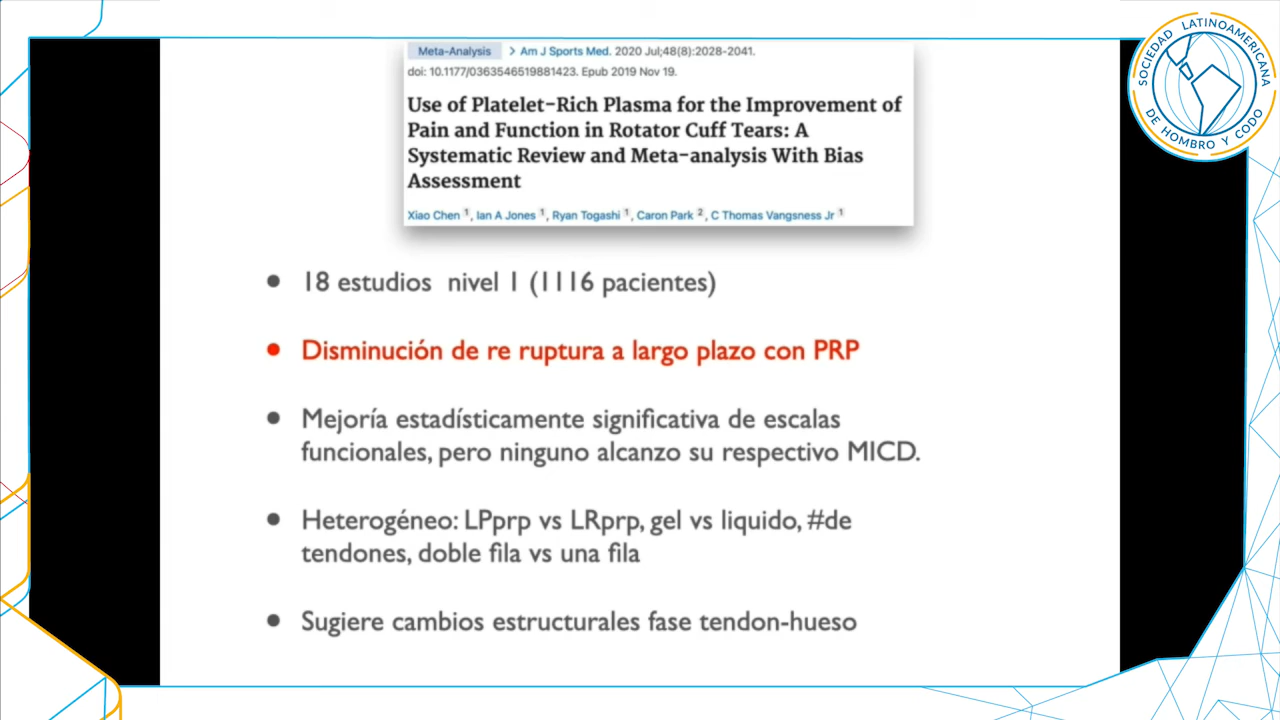 Meta-Analysis > Am J Sports Med. 2020 Jul;48(8):2028-2041.
doi: 10.1177/0363546519881423. Epub 2019 Nov 19.
Use of Platelet-Rich Plasma for the Improvement of
Pain and Function in Rotator Cuff Tears: A
Systematic Review and Meta-analysis With Bias
Assessment
Xiao Chen 1, Ian A Jones 1, Ryan Togashi 1, Caron Park 2, C Thomas Vangsness Jr 1
SOCIEDAD LATINOAMERICANA
DE HOMBRO Y CODO
• 18 estudios nivel 1 (1116 pacientes)
• Disminución de re ruptura a largo plazo con PRP
• Mejoría estadísticamente significativa de escalas
funcionales, pero ninguno alcanzo su respectivo MICD.
• Heterogéneo: LPprp vs LRprp, gel vs liquido, #de
tendones, doble fila vs una fila
• Sugiere cambios estructurales fase tendon-hueso